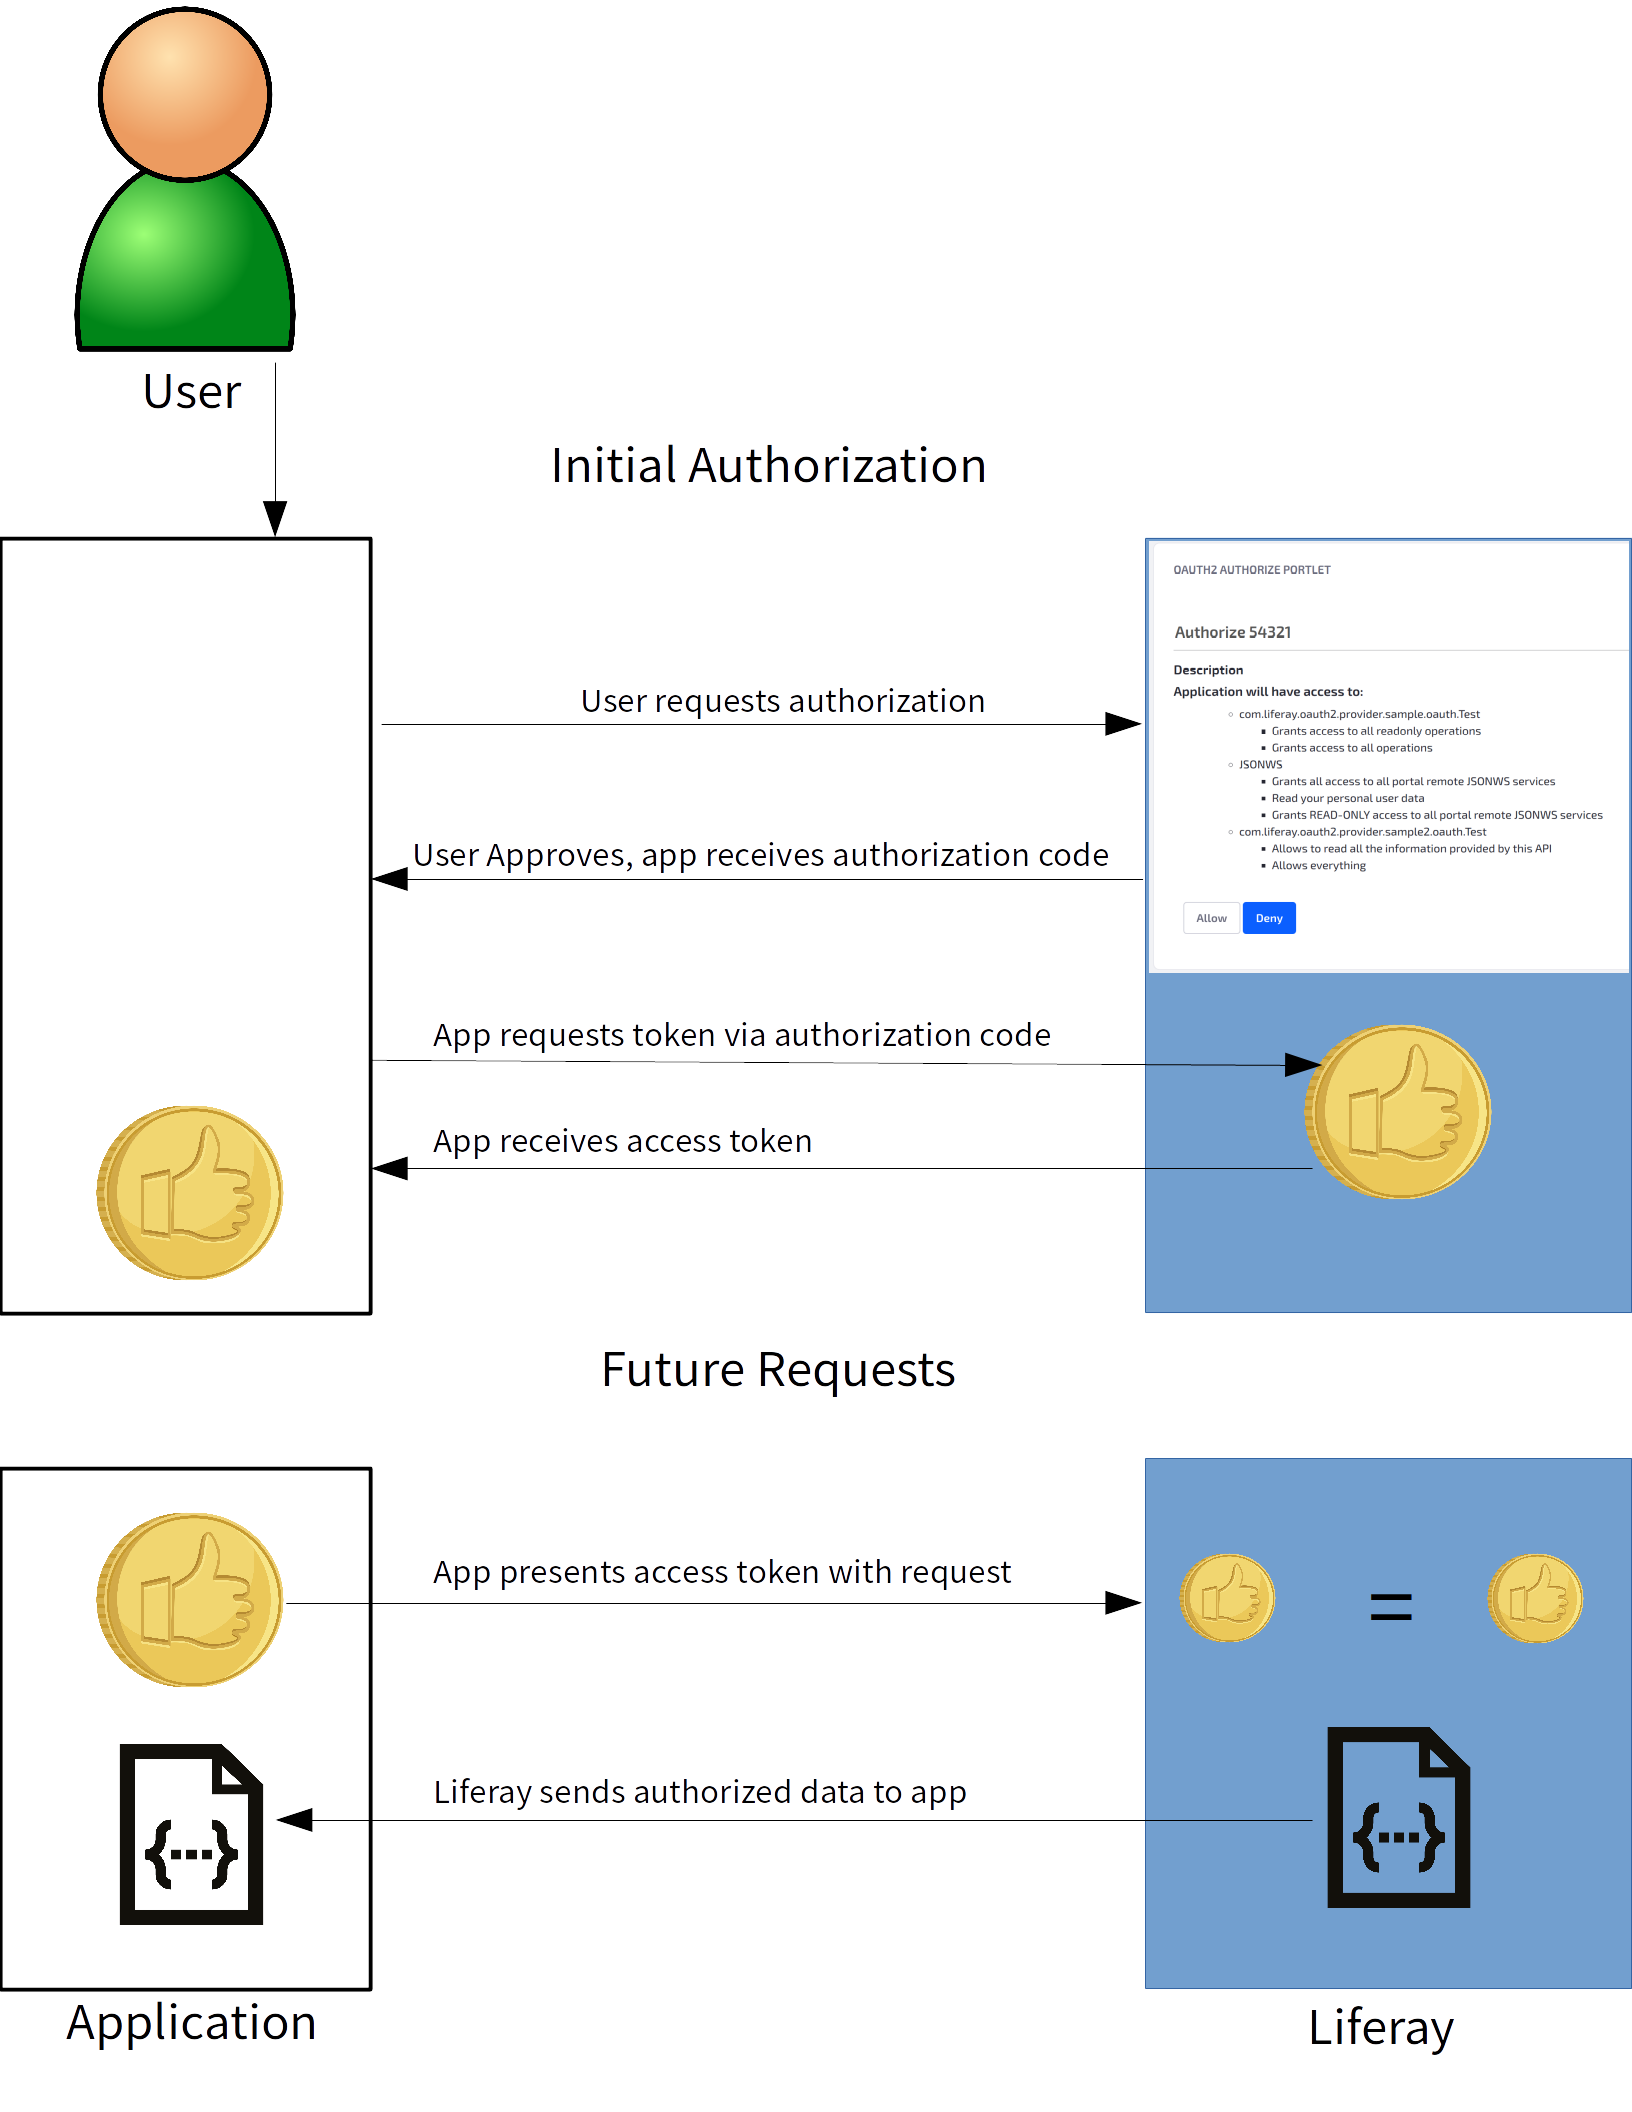 User
Initial Authorization
OAUTH2 AUTHORIZE PORTLET
Authorize 54321
Description
Application will have access to:
com.liferay.oauth2.provider.sample.oauth.Test
Grants access to all readonly operations
Grants access to all operations
JSONWS
Grants all access to all portal remote JSONWS services
Read your personal user data
Grants READ-ONLY access to all portal remote JSONWS services
com.liferay.oauth2.provider.sample2.oauth.Test
Allows to read all the information provided by this API
Allows everything
Allow Deny
User requests authorization
User Approves, app receives authorization code
App requests token via authorization code
App receives access token
Future Requests
App presents access token with request
=
Liferay sends authorized data to app
{...}
{...}
Application
Liferay